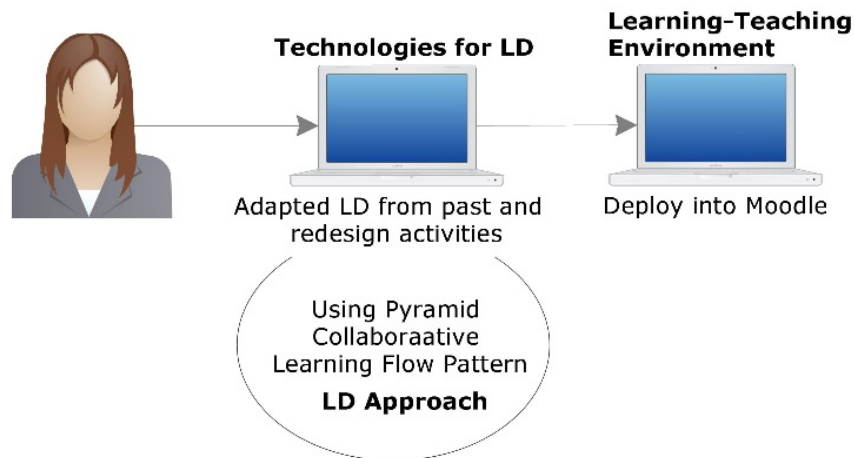 Technologies for LD
Learning-Teaching
Environment
Adapted LD from past and
redesign activities
Deploy into Moodle
Using Pyramid
Collaboraative
Learning Flow Pattern
LD Approach